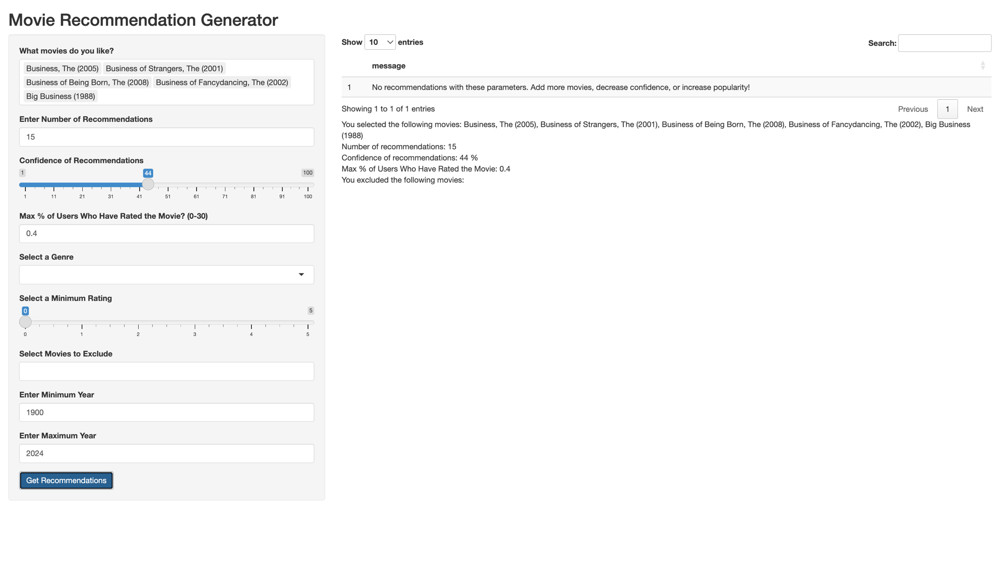 Movie Recommendation Generator
What movies do you like?
Business, The (2005) Business of Strangers, The (2001)
Business of Being Born, The (2008) Business of Fancydancing, The (2002)
Big Business (1988)
Enter Number of Recommendations
15
Confidence of Recommendations
1 44 100
1 11 21 31 41 51 61 71 81 91 100
Max % of Users Who Have Rated the Movie? (0-30)
0.4
Select a Genre
Select a Minimum Rating
0 5
0 1 2 3 4 5
Select Movies to Exclude
Enter Minimum Year
1900
Enter Maximum Year
2024
Get Recommendations
Show 10 entries
Search:
message
1 No recommendations with these parameters. Add more movies, decrease confidence, or increase popularity!
Showing 1 to 1 of 1 entries
Previous 1 Next
You selected the following movies: Business, The (2005), Business of Strangers, The (2001), Business of Being Born, The (2008), Business of Fancydancing, The (2002), Big Business
(1988)
Number of recommendations: 15
Confidence of recommendations: 44 %
Max % of Users Who Have Rated the Movie: 0.4
You excluded the following movies: